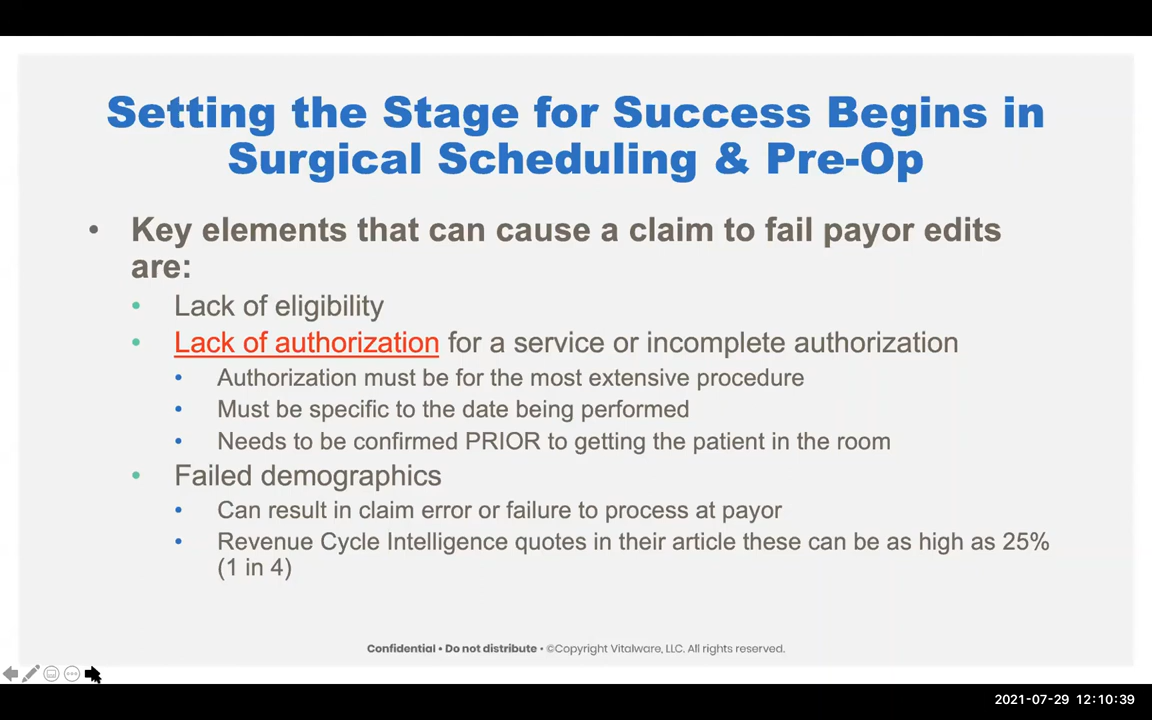 Setting the Stage for Success Begins in
Surgical Scheduling & Pre-Op
• Key elements that can cause a claim to fail payor edits
are:
• Lack of eligibility
• Lack of authorization for a service or incomplete authorization
• Authorization must be for the most extensive procedure
• Must be specific to the date being performed
• Needs to be confirmed PRIOR to getting the patient in the room
• Failed demographics
• Can result in claim error or failure to process at payor
• Revenue Cycle Intelligence quotes in their article these can be as high as 25%
(1 in 4)
Confidential • Do not distribute • ©Copyright Vitalware, LLC. All rights reserved.
2021-07-29 12:10:39